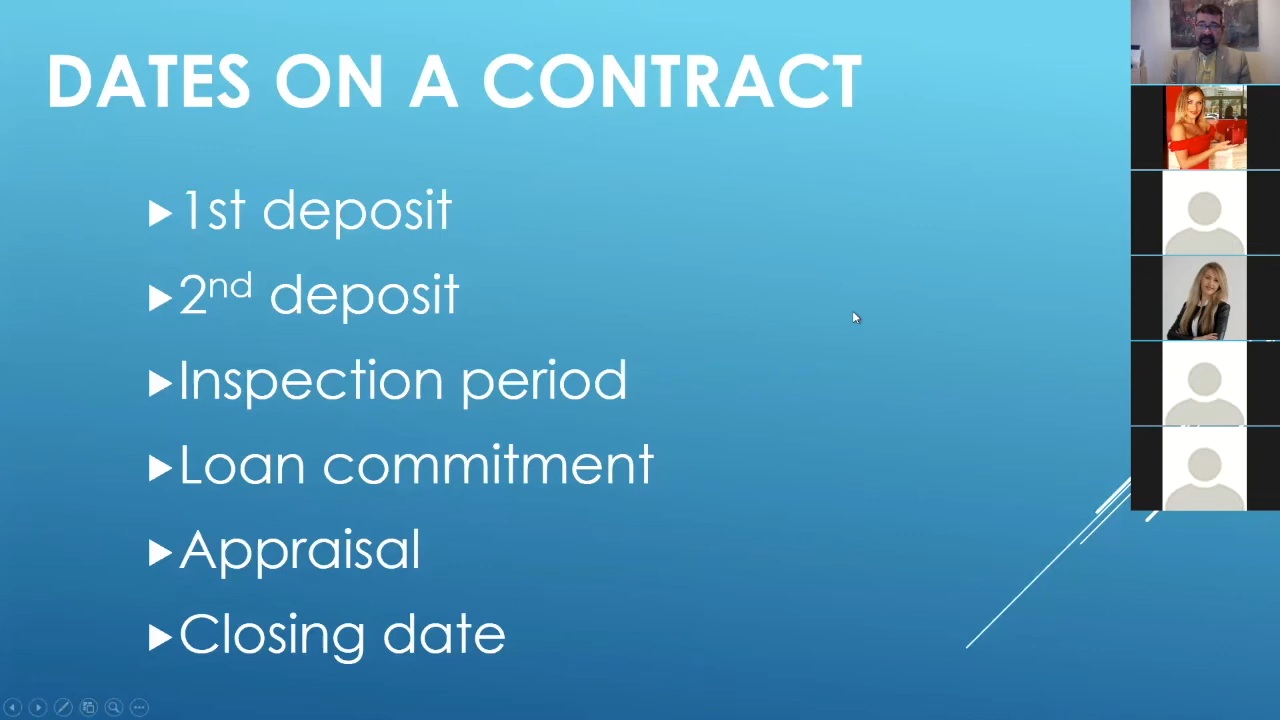 DATES ON A CONTRACT
1st deposit
2nd deposit
Inspection period
Loan commitment
Appraisal
Closing date